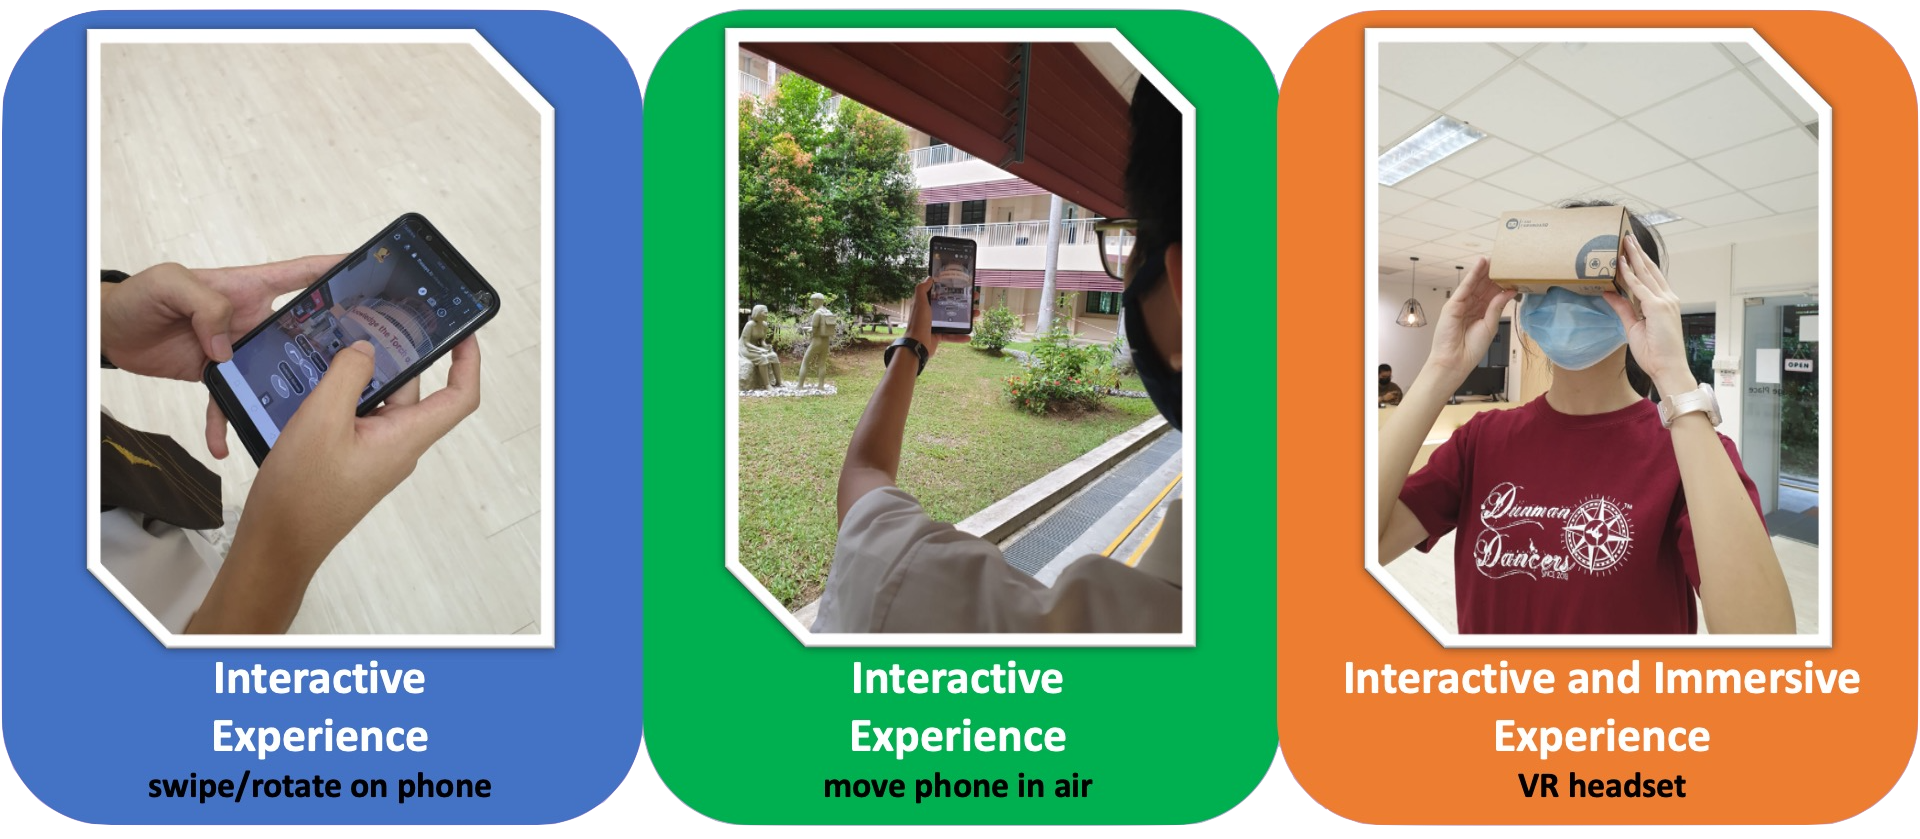 Interactive
Experience
swipe/rotate on phone
Interactive
Experience
move phone in air
OPEN
Dunman
Dancers
Interactive and Immersive
Experience
VR headset